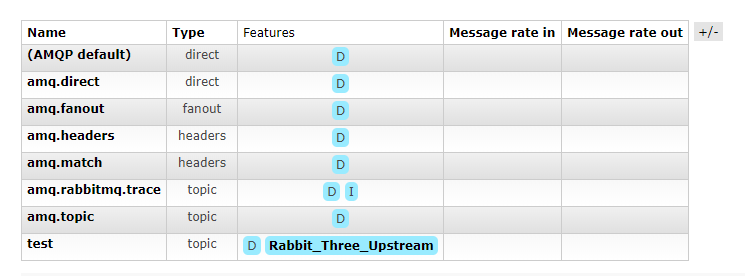 Name Type Features Message rate in Message rate out +/-
(AMQP default) direct D
amq.direct direct D
amq.fanout fanout D
amq.headers headers D
amq.match headers D
amq.rabbitmq.trace topic D I
amq.topic topic D
test topic D Rabbit_Three_Upstream